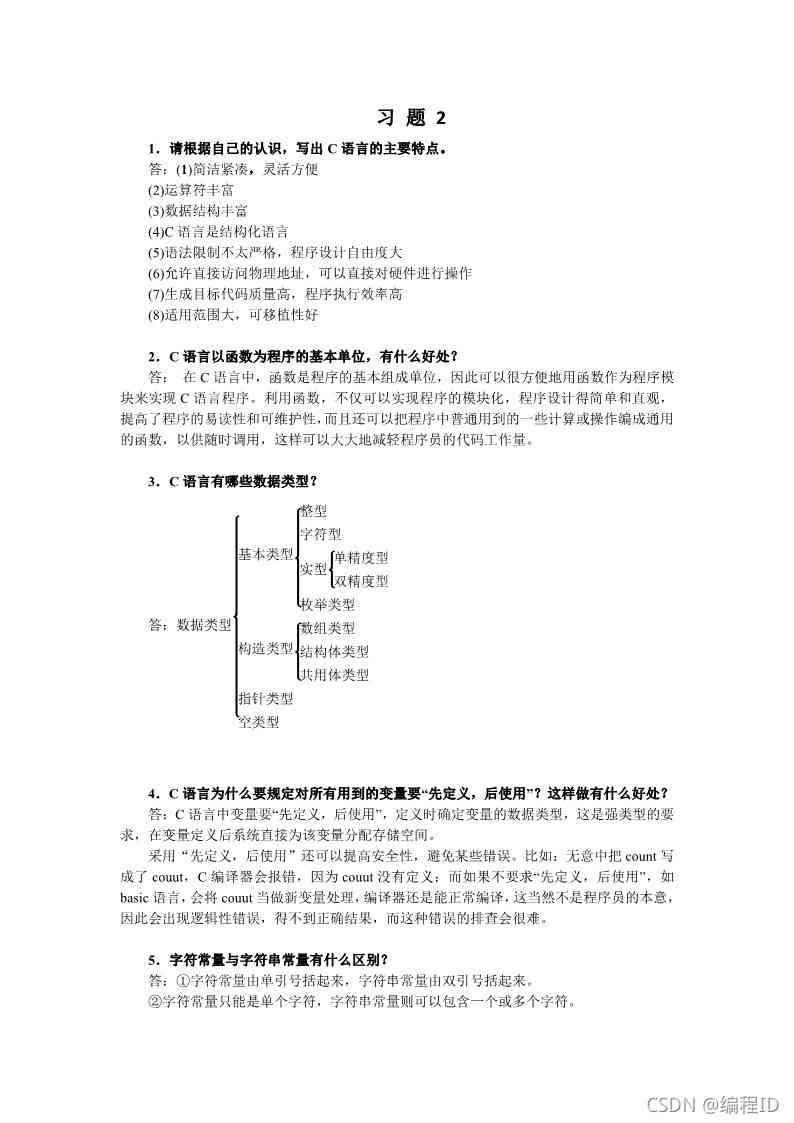 习 题 2
1．请根据自己的认识，写出 C 语言的主要特点。
答：(1)简洁紧凑，灵活方便
(2)运算符丰富
(3)数据结构丰富
(4)C 语言是结构化语言
(5)语法限制不太严格，程序设计自由度大
(6)允许直接访问物理地址，可以直接对硬件进行操作
(7)生成目标代码质量高，程序执行效率高
(8)适用范围大，可移植性好
2．C 语言以函数为程序的基本单位，有什么好处？
答： 在 C 语言中，函数是程序的基本组成单位，因此可以很方便地用函数作为程序模
块来实现 C 语言程序。利用函数，不仅可以实现程序的模块化，程序设计得简单和直观，
提高了程序的易读性和可维护性，而且还可以把程序中普通用到的一些计算或操作编成通用
的函数，以供随时调用，这样可以大大地减轻程序员的代码工作量。
3．C 语言有哪些数据类型？
整型
字符型
基本类型
单精度型
实型
双精度型
枚举类型
答：数据类型
数组类型
构造类型
结构体类型
共用体类型
指针类型
空类型
4．C 语言为什么要规定对所有用到的变量要“先定义，后使用”？这样做有什么好处？
答：C 语言中变量要“先定义，后使用”，定义时确定变量的数据类型，这是强类型的要
求，在变量定义后系统直接为该变量分配存储空间。
采用“先定义，后使用”还可以提高安全性，避免某些错误。比如：无意中把 count 写
成了 couut，C 编译器会报错，因为 couut 没有定义；而如果不要求“先定义，后使用”，如
basic 语言，会将 couut 当做新变量处理，编译器还是能正常编译，这当然不是程序员的本意，
因此会出现逻辑性错误，得不到正确结果，而这种错误的排查会很难。
5．字符常量与字符串常量有什么区别？
答：①字符常量由单引号括起来，字符串常量由双引号括起来。
②字符常量只能是单个字符，字符串常量则可以包含一个或多个字符。
CSDN @编程ID